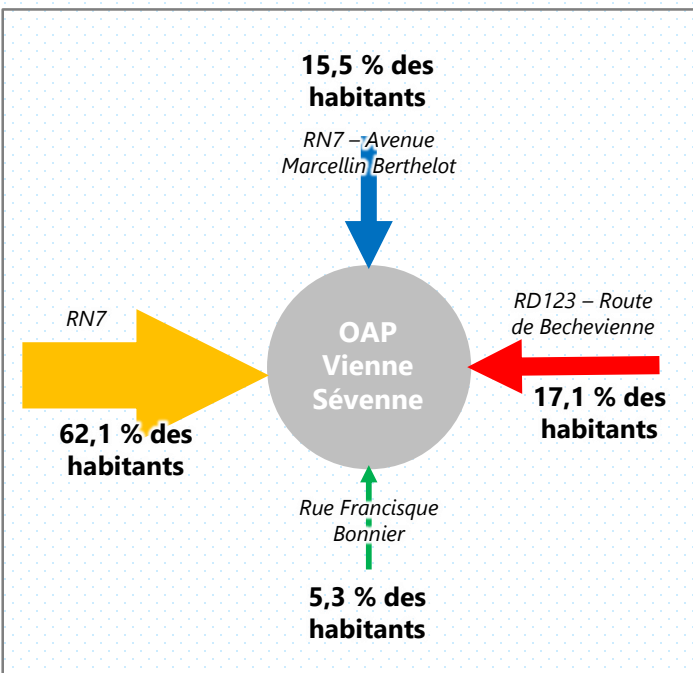 15,5 % des
habitants
RN7 – Avenue
Marcellin Berthelot
RN7
62,1 % des
habitants
OAP
Vienne
Sévenne
RD123 – Route
de Bechevienne
17,1 % des
habitants
Rue Francisque
Bonnier
5,3 % des
habitants